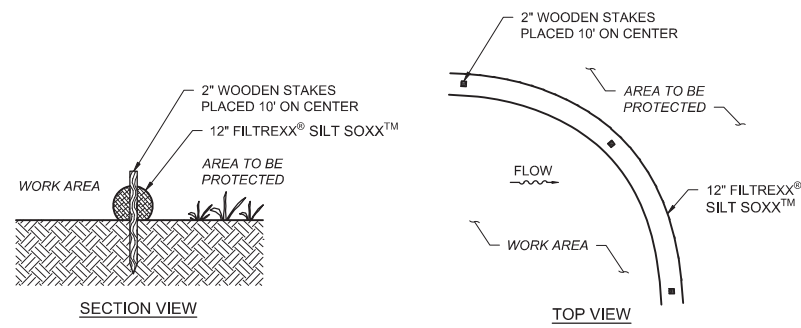 2" WOODEN STAKES
PLACED 10' ON CENTER
12" FILTREXX® SILT SOXX™
WORK AREA
AREA TO BE
PROTECTED
SECTION VIEW
2" WOODEN STAKES
PLACED 10' ON CENTER
AREA TO BE
PROTECTED
FLOW
12" FILTREXX®
SILT SOXX™
WORK AREA
TOP VIEW